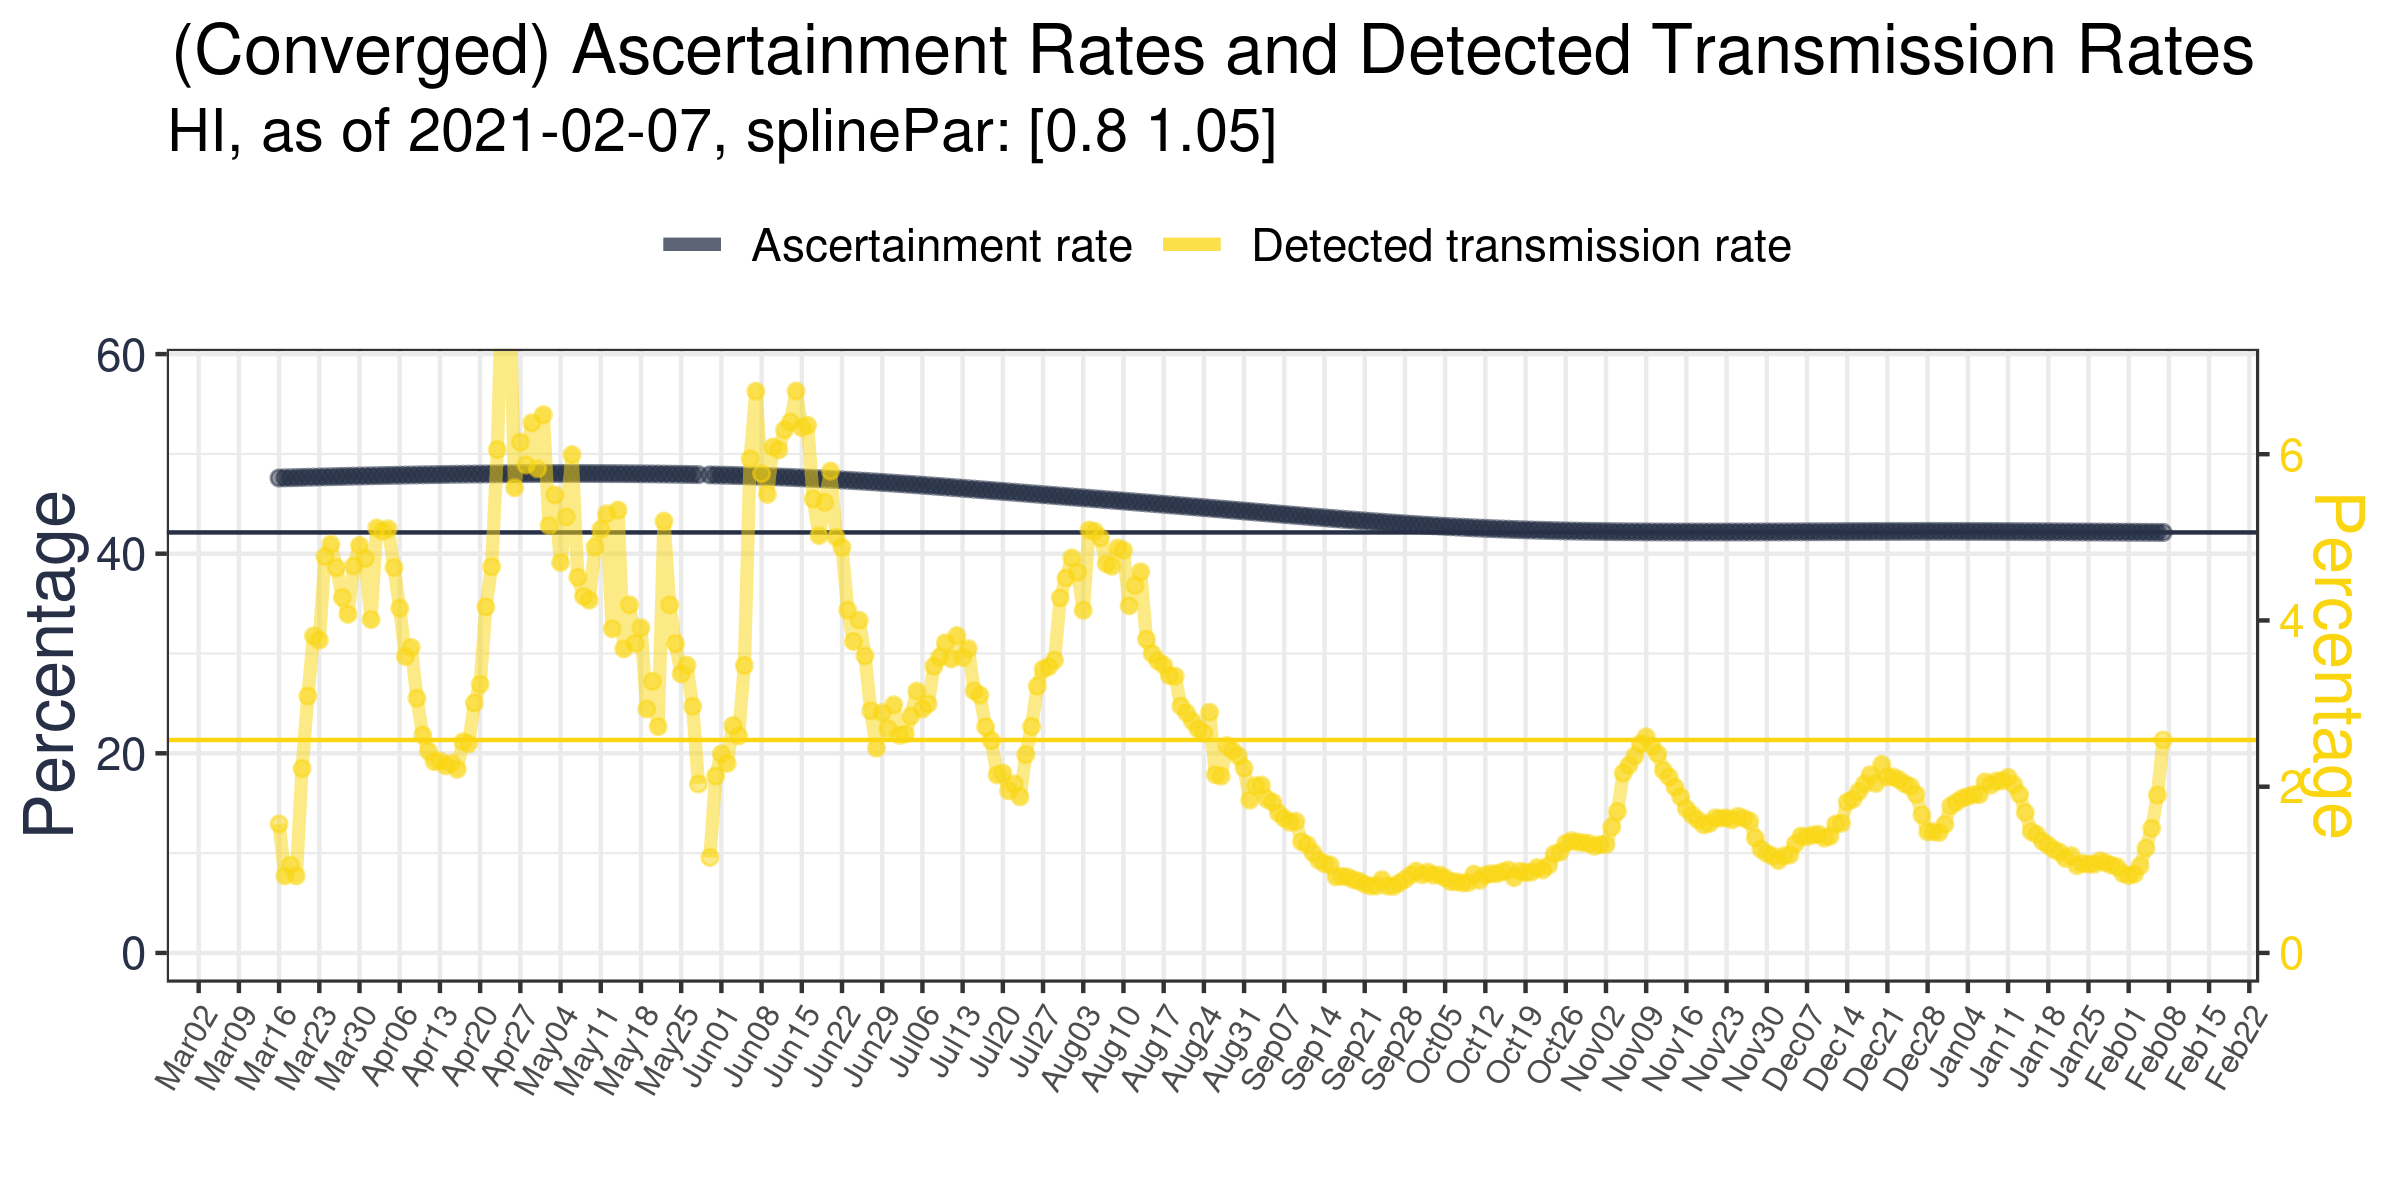 (Converged) Ascertainment Rates and Detected Transmission Rates
HI, as of 2021-02-07, splinePar: [0.8 1.05]
Ascertainment rate
Detected transmission rate
Percentage
60
40
20
0
6
4
2
0
Percentage
Mar02
Mar09
Mar16
Mar23
Mar30
Apr06
Apr13
Apr20
Apr27
May04
May11
May18
May25
Jun01
Jun08
Jun15
Jun22
Jun29
Jul06
Jul13
Jul20
Jul27
Aug03
Aug10
Aug17
Aug24
Aug31
Sep07
Sep14
Sep21
Sep28
Oct05
Oct12
Oct19
Oct26
Nov02
Nov09
Nov16
Nov23
Nov30
Dec07
Dec14
Dec21
Dec28
Jan04
Jan11
Jan18
Jan25
Feb01
Feb08
Feb15
Feb22